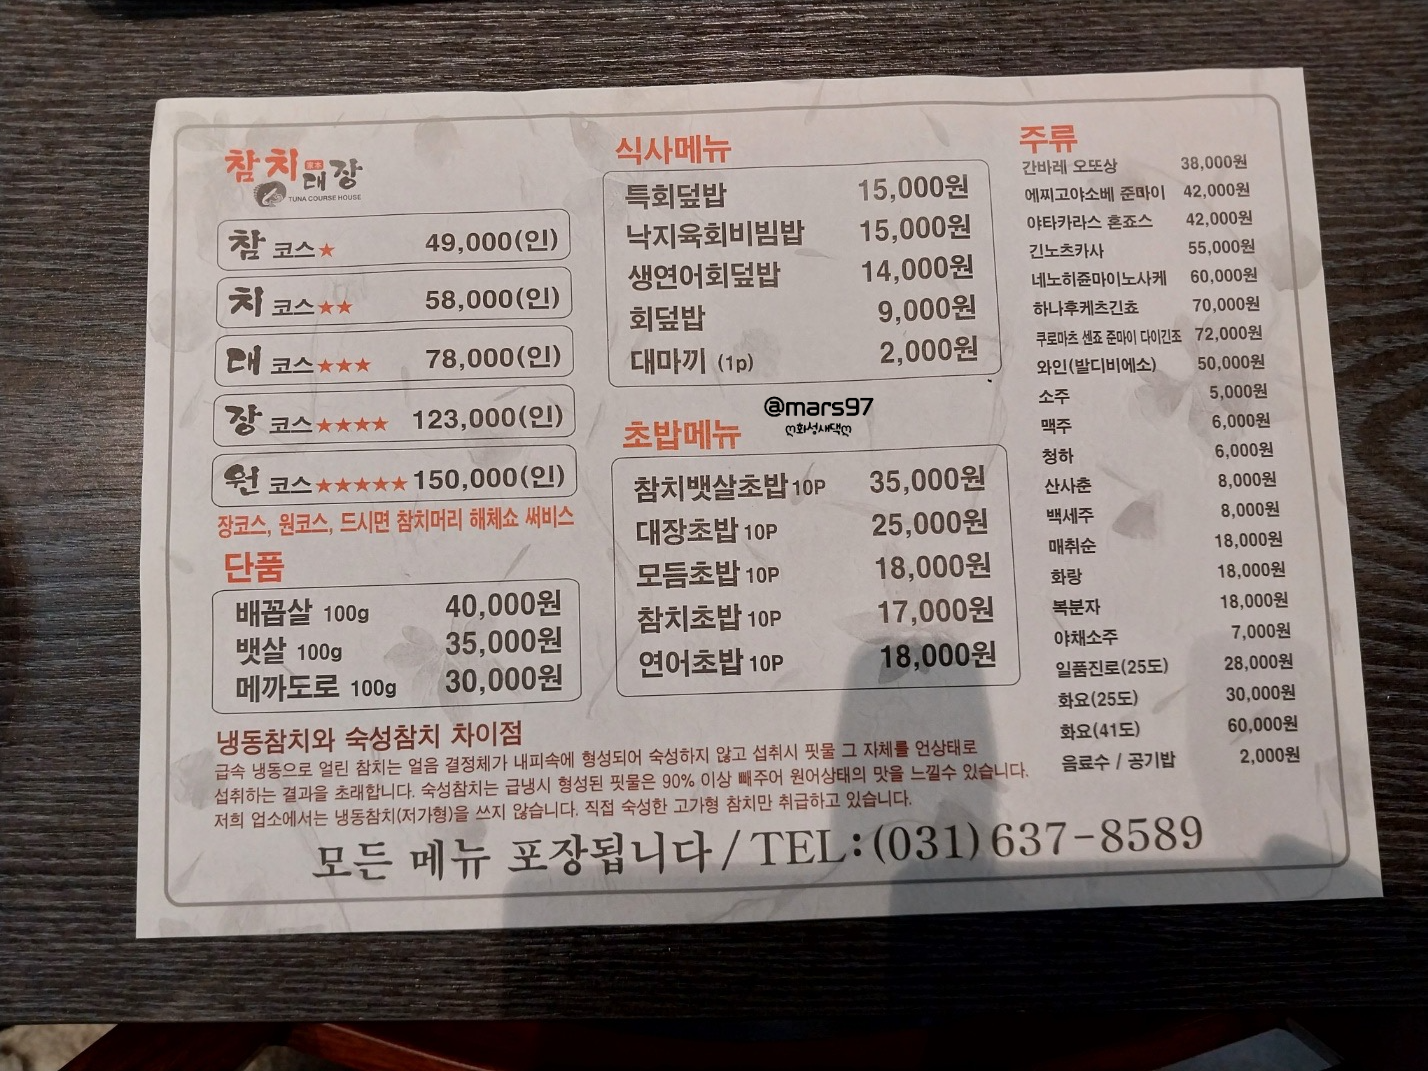 참치대장
TUNA COURSE HOUSE
참 코스★ 49,000(인)
치 코스★★ 58,000(인)
대 코스★★★ 78,000(인)
장 코스★★★★ 123,000(인)
원 코스★★★★★ 150,000(인)
장코스, 원코스, 드시면 참치머리 해체쇼 써비스
단품
배꼽살 100g 40,000원
뱃살 100g 35,000원
메까도로 100g 30,000원
식사메뉴
특회덮밥 15,000원
낙지육회비빔밥 15,000원
생연어회덮밥 14,000원
회덮밥 9,000원
대마끼 (1p) 2,000원
@mars97
ღ화성새댁ღ
초밥메뉴
참치뱃살초밥 10P 35,000원
대장초밥 10P 25,000원
모듬초밥 10P 18,000원
참치초밥 10P 17,000원
연어초밥 10P 18,000원
주류
간바레 오또상 38,000원
에찌고야소베 준마이 42,000원
야타카라스 혼죠스 42,000원
긴노츠카사 55,000원
네노히쥰마이노사케 60,000원
하나후케츠긴쵸 70,000원
쿠로마츠 센죠 준마이 다이긴조 72,000원
와인(발디비에소) 50,000원
소주 5,000원
맥주 6,000원
청하 6,000원
산사춘 8,000원
백세주 8,000원
매취순 18,000원
화랑 18,000원
복분자 18,000원
야채소주 7,000원
일품진로(25도) 28,000원
화요(25도) 30,000원
화요(41도) 60,000원
음료수 / 공기밥 2,000원
냉동참치와 숙성참치 차이점
급속 냉동으로 얼린 참치는 얼음 결정체가 내피속에 형성되어 숙성하지 않고 섭취시 핏물 그 자체를 언상태로
섭취하는 결과을 초래합니다. 숙성참치는 급냉시 형성된 핏물은 90% 이상 빼주어 원어상태의 맛을 느낄수 있습니다.
저희 업소에서는 냉동참치(저가형)을 쓰지 않습니다. 직접 숙성한 고가형 참치만 취급하고 있습니다.
모든 메뉴 포장됩니다 / TEL:(031)637-8589